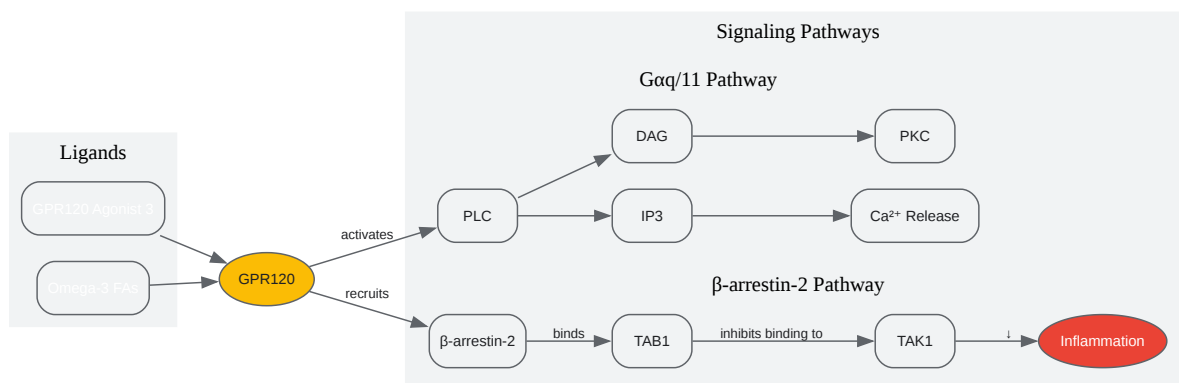 Signaling Pathways
Gαq/11 Pathway
DAG
PKC
Ligands
GPR120 Agonist 3
PLC
IP3
Ca²⁺ Release
activates
GPR120
Omega-3 FAs
recruits
β-arrestin-2 Pathway
β-arrestin-2
binds
TAB1
inhibits binding to
TAK1
↓
Inflammation